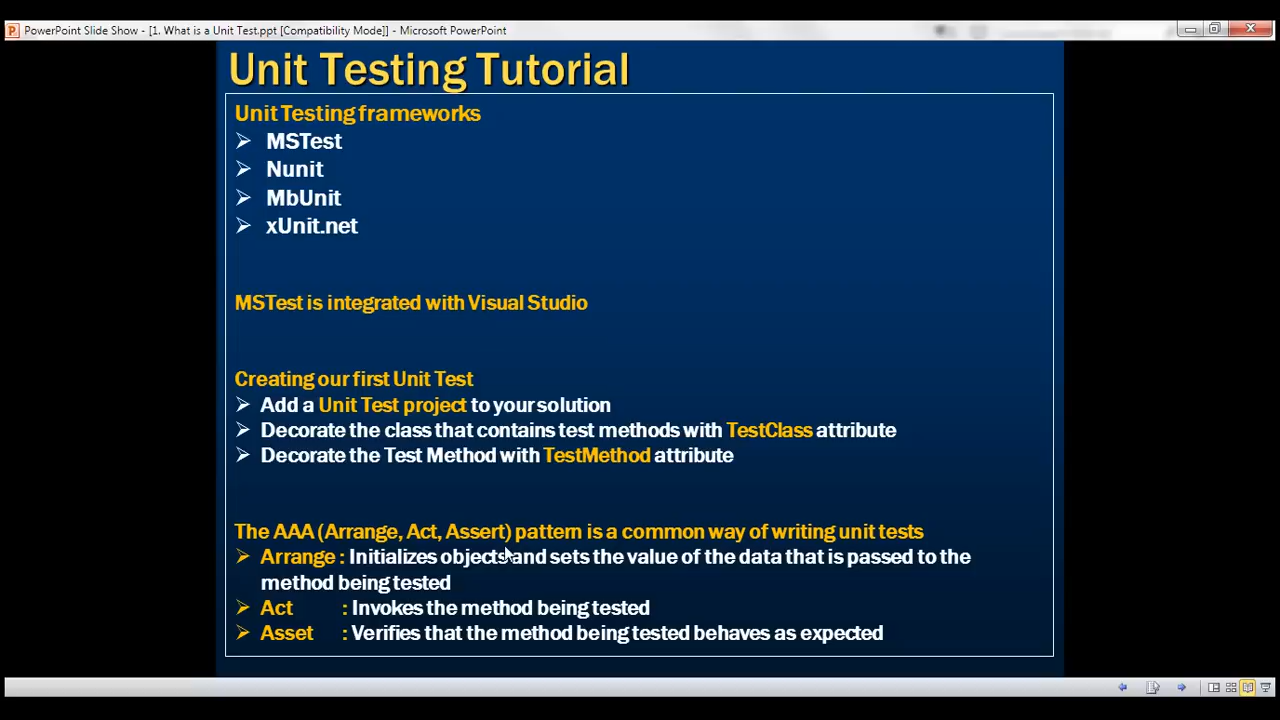 PowerPoint Slide Show - [1. What is a Unit Test.ppt [Compatibility Mode]] - Microsoft PowerPoint
Unit Testing Tutorial
Unit Testing frameworks
MSTest
Nunit
MbUnit
xUnit.net
MSTest is integrated with Visual Studio
Creating our first Unit Test
Add a Unit Test project to your solution
Decorate the class that contains test methods with TestClass attribute
Decorate the Test Method with TestMethod attribute
The AAA (Arrange, Act, Assert) pattern is a common way of writing unit tests
Arrange : Initializes objects and sets the value of the data that is passed to the
method being tested
Act : Invokes the method being tested
Asset : Verifies that the method being tested behaves as expected